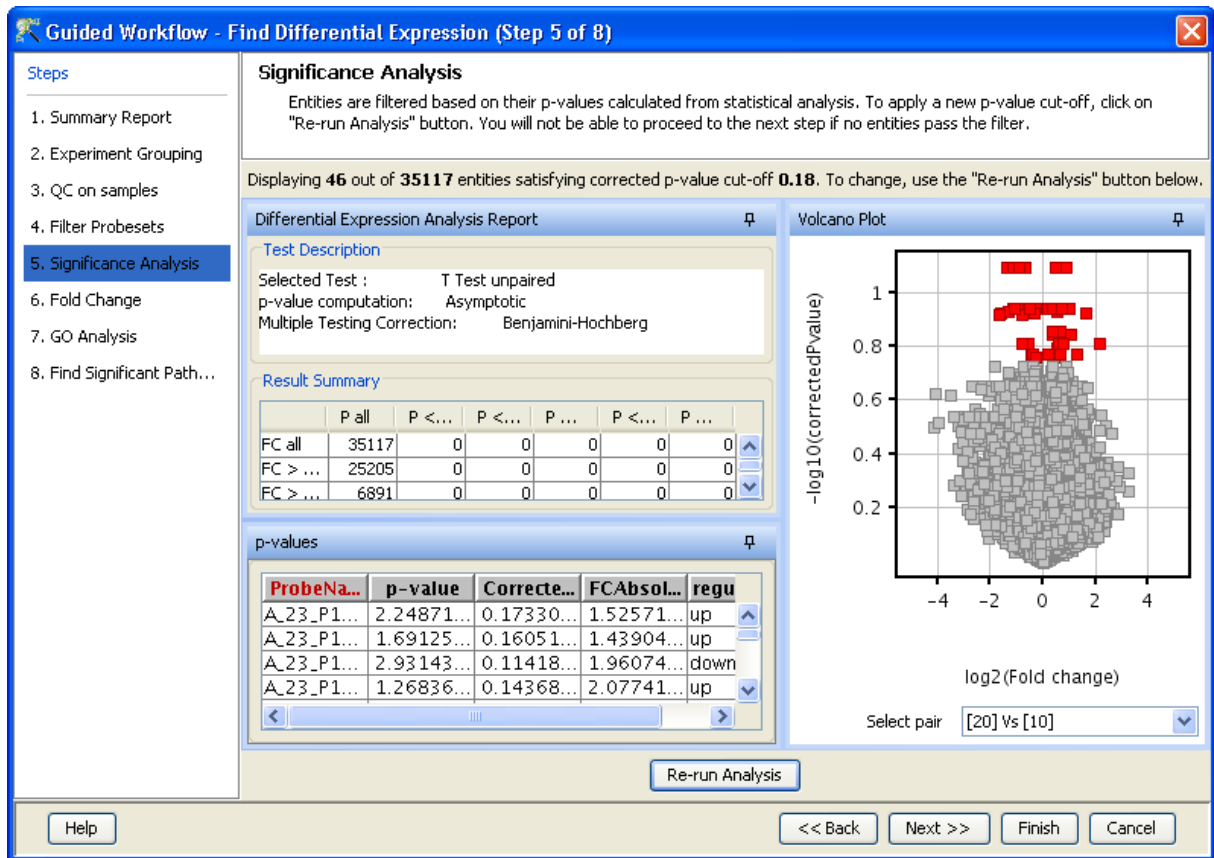 Guided Workflow - Find Differential Expression (Step 5 of 8)
Steps
1. Summary Report
2. Experiment Grouping
3. QC on samples
4. Filter Probesets
5. Significance Analysis
6. Fold Change
7. GO Analysis
8. Find Significant Path...
Significance Analysis
Entities are filtered based on their p-values calculated from statistical analysis. To apply a new p-value cut-off, click on
"Re-run Analysis" button. You will not be able to proceed to the next step if no entities pass the filter.
Displaying 46 out of 35117 entities satisfying corrected p-value cut-off 0.18. To change, use the "Re-run Analysis" button below.
Differential Expression Analysis Report
Test Description
Selected Test : T Test unpaired
p-value computation: Asymptotic
Multiple Testing Correction: Benjamini-Hochberg
Result Summary
P all P <... P <... P ... P <... P ...
FC all 35117 0 0 0 0 0
FC > ... 25205 0 0 0 0 0
FC > ... 6891 0 0 0 0 0
p-values
ProbeNa... p-value Correcte... FCAbsol... regu
A_23_P1... 2.24871... 0.17330... 1.52571... up
A_23_P1... 1.69125... 0.16051... 1.43904... up
A_23_P1... 2.93143... 0.11418... 1.96074... down
A_23_P1... 1.26836... 0.14368... 2.07741... up
Volcano Plot
-log10(correctedPvalue)
1
0.8
0.6
0.4
0.2
-4 -2 0 2 4
log2(Fold change)
Select pair [20] Vs [10]
Re-run Analysis
Help << Back Next >> Finish Cancel